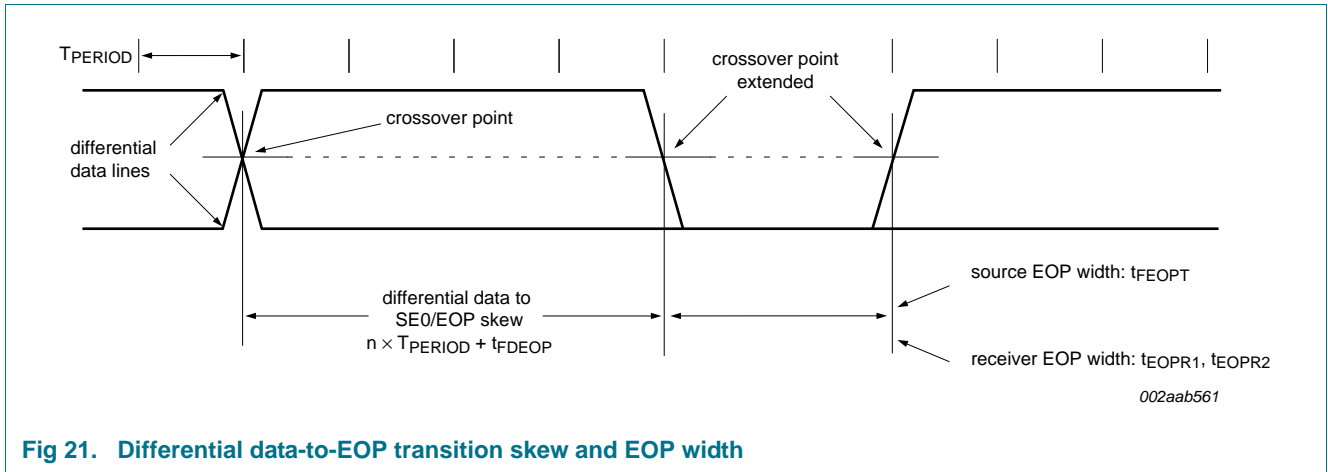 TPERIOD
crossover point
extended
crossover point
differential
data lines
differential data to
SE0/EOP skew
n × TPERIOD + tFDEOP
source EOP width: tFEOPT
receiver EOP width: tEOPR1, tEOPR2
002aab561
Fig 21. Differential data-to-EOP transition skew and EOP width